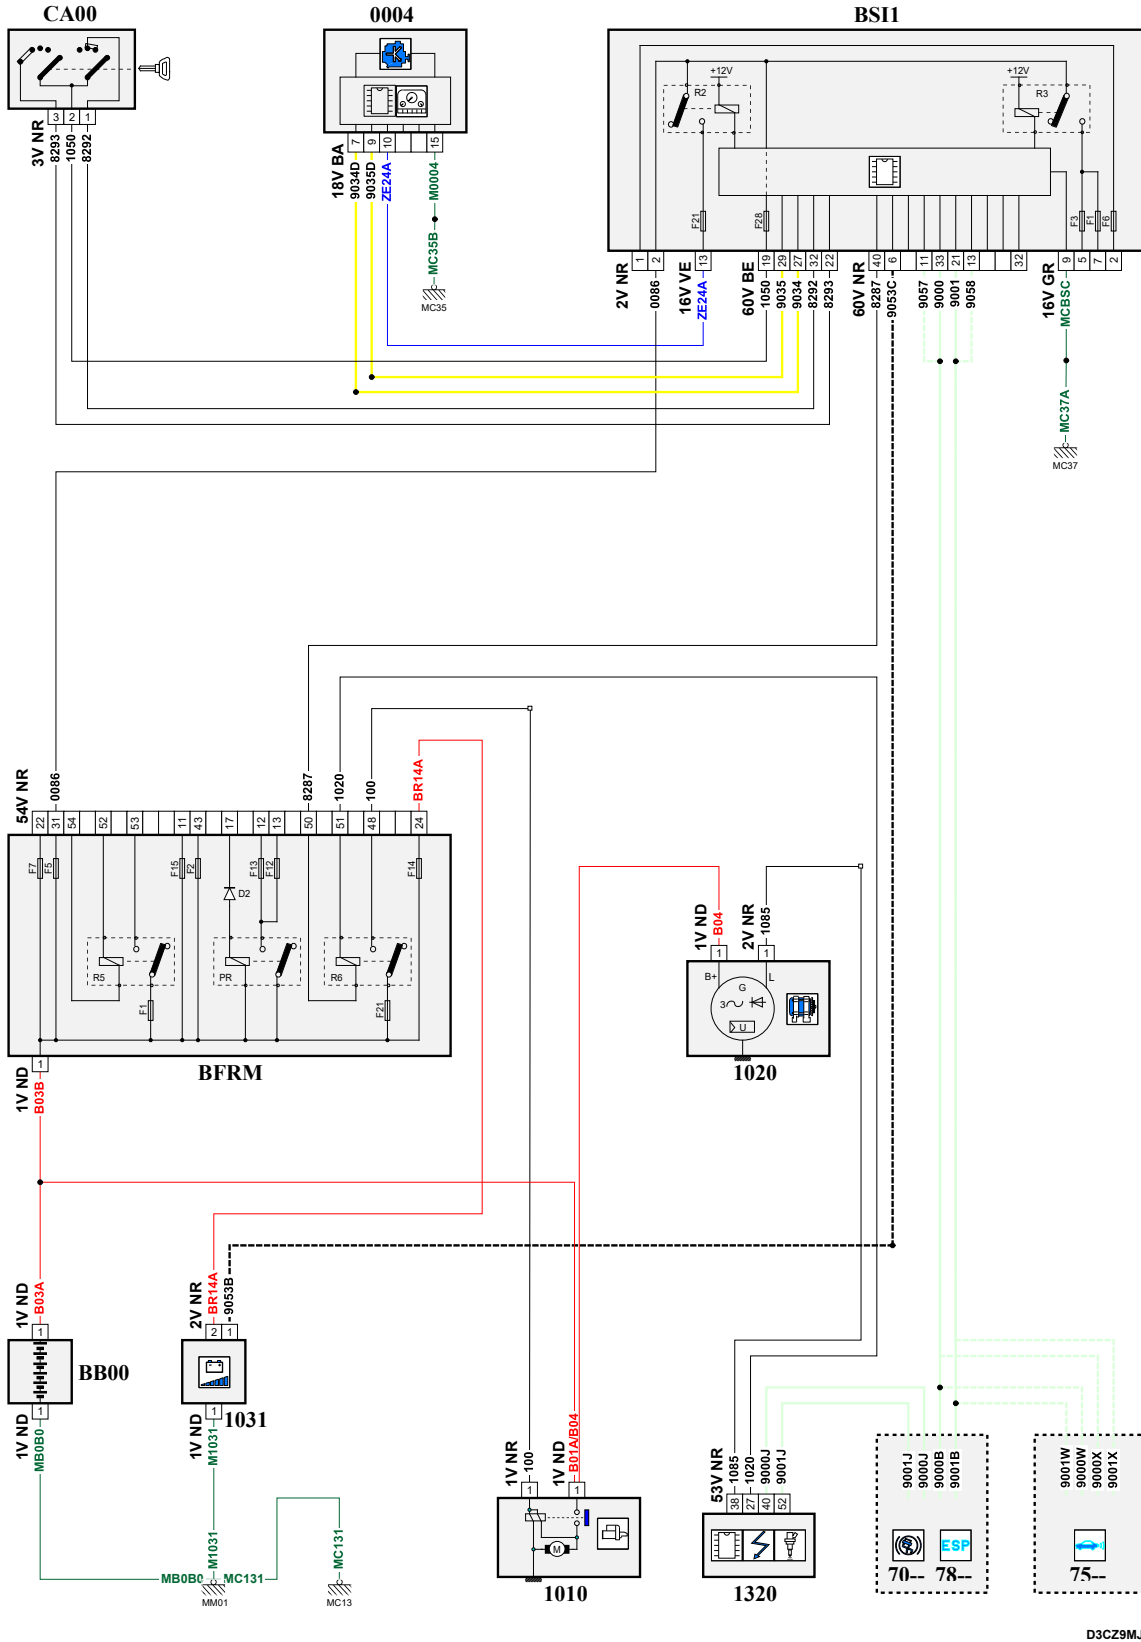 CA00
0004
BSI1
+12V
+12V
R2
R3
3 2 1
7 9 10 15
F21
F28
F3
F1
F6
1 2
13
19 29 27 32 22
40 6 11 33 21 13 32
9 5 7 2
3V NR
8293
1050
8292
18V BA
9034D
9035D
ZE24A
M0004
MC35B
MC35
2V NR
0086
16V VE
ZE24A
60V BE
1050
9035
9034
8292
8293
60V NR
8287
9053C
9057
9000
9001
9058
16V GR
MCBSC
MC37A
MC37
54V NR
0086
8287
1020
100
BR14A
22 31 54 52 53 11 43 17 12 13 50 51 48 24
F7
F5
F15
F2
F13
F12
F14
D2
R5
PR
R6
F1
F21
1
BFRM
1V ND
B03B
1V ND
B04
2V NR
1085
1
1
B+
L
G
3
U
1020
1V ND
B03A
2V NR
BR14A
9053B
1
2 1
BB00
1
1
1031
1V ND
MB0B0
1V ND
M1031
M1031
MB0B0
MC131
MC131
MM01
MC13
1V NR
100
1V ND
B01A/B04
1
1
M
1010
53V NR
1085
1020
9000J
9001J
38 27 40 52
1320
9001J
9000J
9000B
9001B
ESP
70-- 78--
9001W
9000W
9000X
9001X
75--